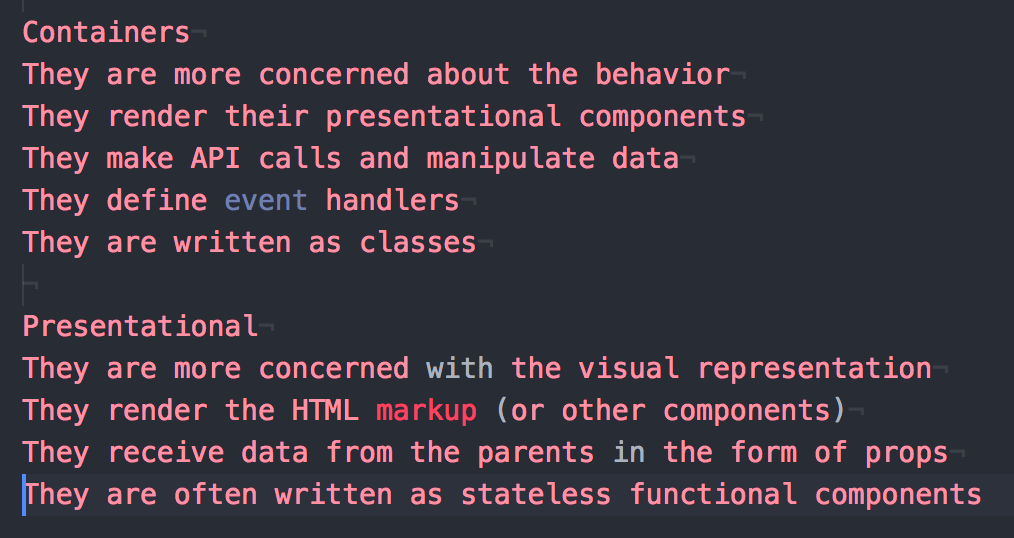 Containers
They are more concerned about the behavior
They render their presentational components
They make API calls and manipulate data
They define event handlers
They are written as classes
Presentational
They are more concerned with the visual representation
They render the HTML markup (or other components)
They receive data from the parents in the form of props
They are often written as stateless functional components